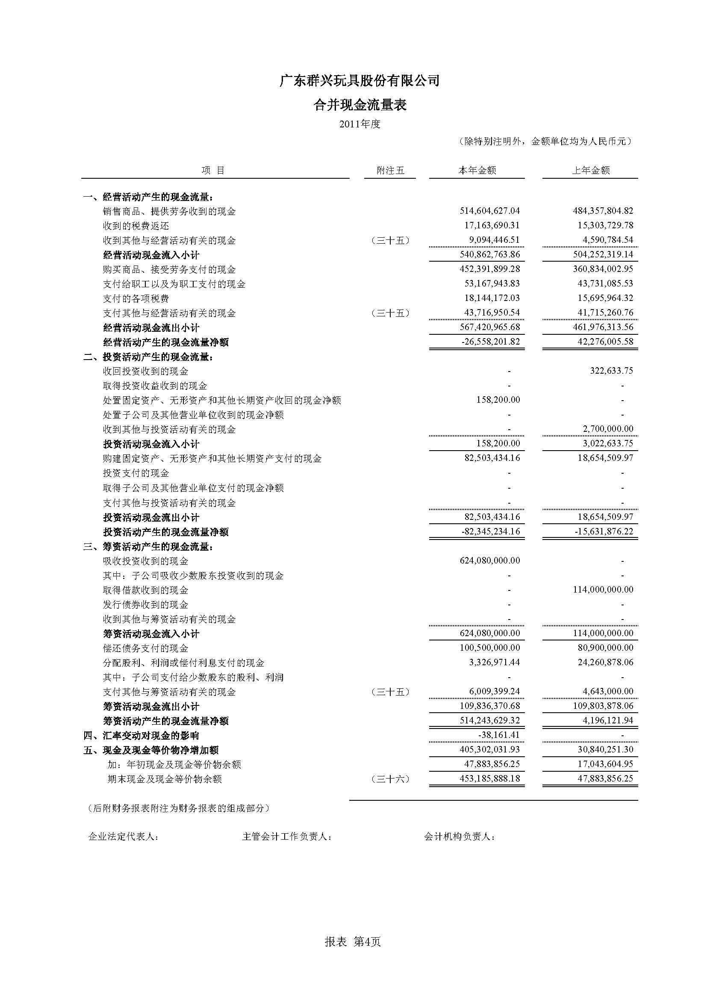 广东群兴玩具股份有限公司
合并现金流量表
2011年度
（除特别注明外，金额单位均为人民币元）
项 目 附注五 本年金额 上年金额
一、经营活动产生的现金流量：
销售商品、提供劳务收到的现金 514,604,627.04 484,357,804.82
收到的税费返还 17,163,690.31 15,303,729.78
收到其他与经营活动有关的现金 （三十五） 9,094,446.51 4,590,784.54
经营活动现金流入小计 540,862,763.86 504,252,319.14
购买商品、接受劳务支付的现金 452,391,899.28 360,834,002.95
支付给职工以及为职工支付的现金 53,167,943.83 43,731,085.53
支付的各项税费 18,144,172.03 15,695,964.32
支付其他与经营活动有关的现金 （三十五） 43,716,950.54 41,715,260.76
经营活动现金流出小计 567,420,965.68 461,976,313.56
经营活动产生的现金流量净额 -26,558,201.82 42,276,005.58
二、投资活动产生的现金流量：
收回投资收到的现金 - 322,633.75
取得投资收益收到的现金 - -
处置固定资产、无形资产和其他长期资产收回的现金净额 158,200.00 -
处置子公司及其他营业单位收到的现金净额 - -
收到其他与投资活动有关的现金 - 2,700,000.00
投资活动现金流入小计 158,200.00 3,022,633.75
购建固定资产、无形资产和其他长期资产支付的现金 82,503,434.16 18,654,509.97
投资支付的现金 - -
取得子公司及其他营业单位支付的现金净额 - -
支付其他与投资活动有关的现金 - -
投资活动现金流出小计 82,503,434.16 18,654,509.97
投资活动产生的现金流量净额 -82,345,234.16 -15,631,876.22
三、筹资活动产生的现金流量：
吸收投资收到的现金 624,080,000.00 -
其中：子公司吸收少数股东投资收到的现金 - -
取得借款收到的现金 - 114,000,000.00
发行债券收到的现金 - -
收到其他与筹资活动有关的现金 - -
筹资活动现金流入小计 624,080,000.00 114,000,000.00
偿还债务支付的现金 100,500,000.00 80,900,000.00
分配股利、利润或偿付利息支付的现金 3,326,971.44 24,260,878.06
其中：子公司支付给少数股东的股利、利润 - -
支付其他与筹资活动有关的现金 （三十五） 6,009,399.24 4,643,000.00
筹资活动现金流出小计 109,836,370.68 109,803,878.06
筹资活动产生的现金流量净额 514,243,629.32 4,196,121.94
四、汇率变动对现金的影响 -38,161.41 -
五、现金及现金等价物净增加额 405,302,031.93 30,840,251.30
加：年初现金及现金等价物余额 47,883,856.25 17,043,604.95
期末现金及现金等价物余额 （三十六） 453,185,888.18 47,883,856.25
（后附财务报表附注为财务报表的组成部分）
企业法定代表人： 主管会计工作负责人： 会计机构负责人：
报表 第4页